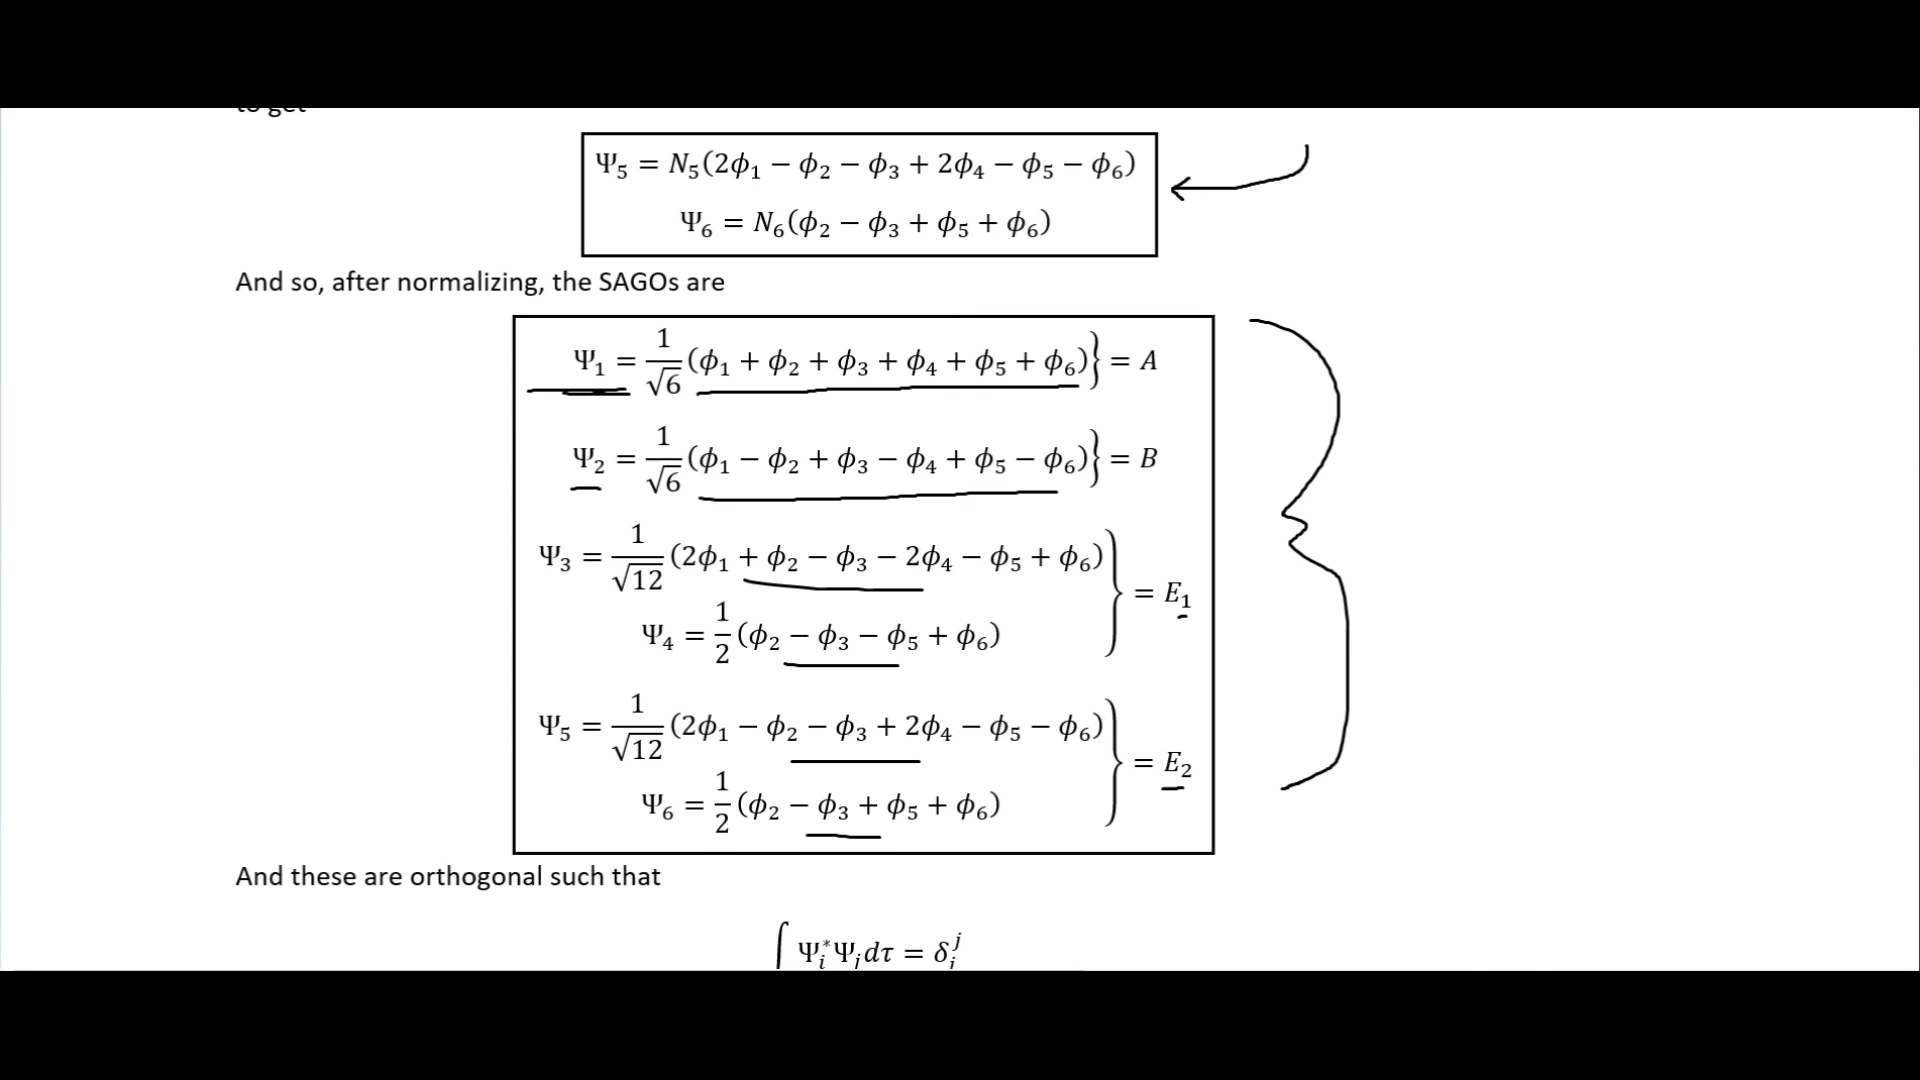 to get
Ψ₅ = N₅(2ϕ₁ − ϕ₂ − ϕ₃ + 2ϕ₄ − ϕ₅ − ϕ₆)
Ψ₆ = N₆(ϕ₂ − ϕ₃ + ϕ₅ + ϕ₆)
And so, after normalizing, the SAGOs are
Ψ₁ = 1/√6 (ϕ₁ + ϕ₂ + ϕ₃ + ϕ₄ + ϕ₅ + ϕ₆)} = A
Ψ₂ = 1/√6 (ϕ₁ − ϕ₂ + ϕ₃ − ϕ₄ + ϕ₅ − ϕ₆)} = B
Ψ₃ = 1/√12 (2ϕ₁ + ϕ₂ − ϕ₃ − 2ϕ₄ − ϕ₅ + ϕ₆)
Ψ₄ = 1/2 (ϕ₂ − ϕ₃ − ϕ₅ + ϕ₆)
} = E₁
Ψ₅ = 1/√12 (2ϕ₁ − ϕ₂ − ϕ₃ + 2ϕ₄ − ϕ₅ − ϕ₆)
Ψ₆ = 1/2 (ϕ₂ − ϕ₃ + ϕ₅ + ϕ₆)
} = E₂
And these are orthogonal such that
∫ Ψᵢ*Ψⱼdτ = δᵢʲ